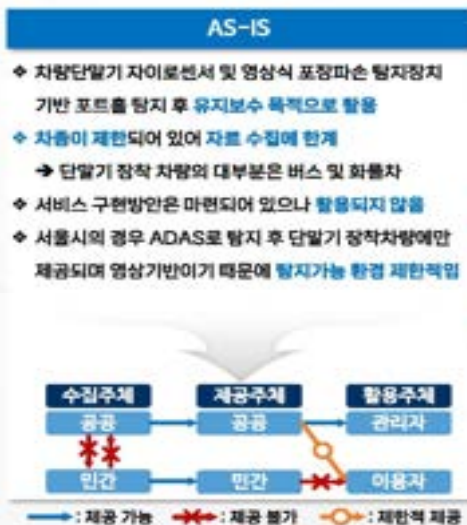 AS-IS
❖ 차량단말기 자이로센서 및 영상식 포장파손 탐지장치
기반 포트홀 탐지 후 유지보수 목적으로 활용
❖ 차종이 제한되어 있어 자료 수집에 한계
➔ 단말기 장착 차량의 대부분은 버스 및 화물차
❖ 서비스 구현방안은 마련되어 있으나 활용되지 않음
❖ 서울시의 경우 ADAS로 탐지 후 단말기 장착차량에만
제공되며 영상기반이기 때문에 탐지가능 환경 제한적임
수집주체 제공주체 활용주체
공공 공공 관리자
민간 민간 이용자
: 제공 가능 : 제공 불가 : 제한적 제공